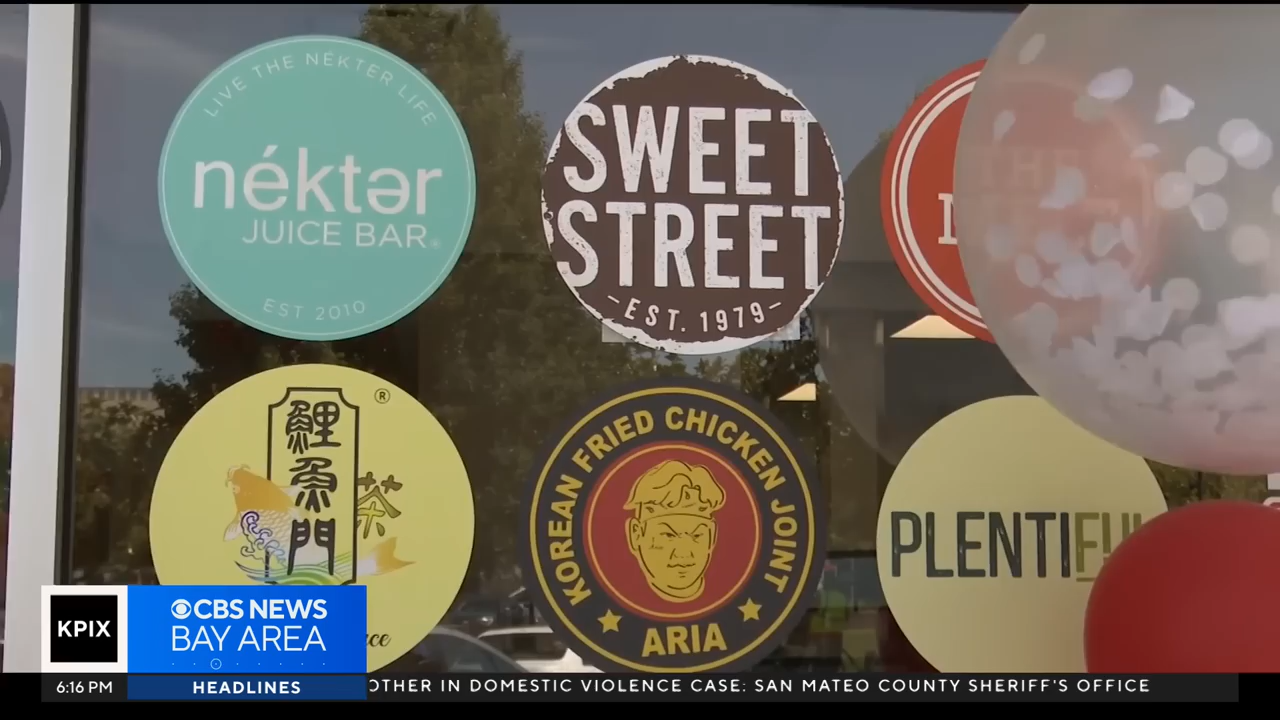 LIVE THE NÉKTER LIFE
néktər
JUICE BAR®
EST 2010
SWEET
STREET
-EST. 1979-
®
鯉
魚
門
茶
KOREAN FRIED CHICKEN JOINT
ARIA
PLENTIFUL
KPIX
CBS NEWS
BAY AREA
6:16 PM
HEADLINES
OTHER IN DOMESTIC VIOLENCE CASE: SAN MATEO COUNTY SHERIFF'S OFFICE